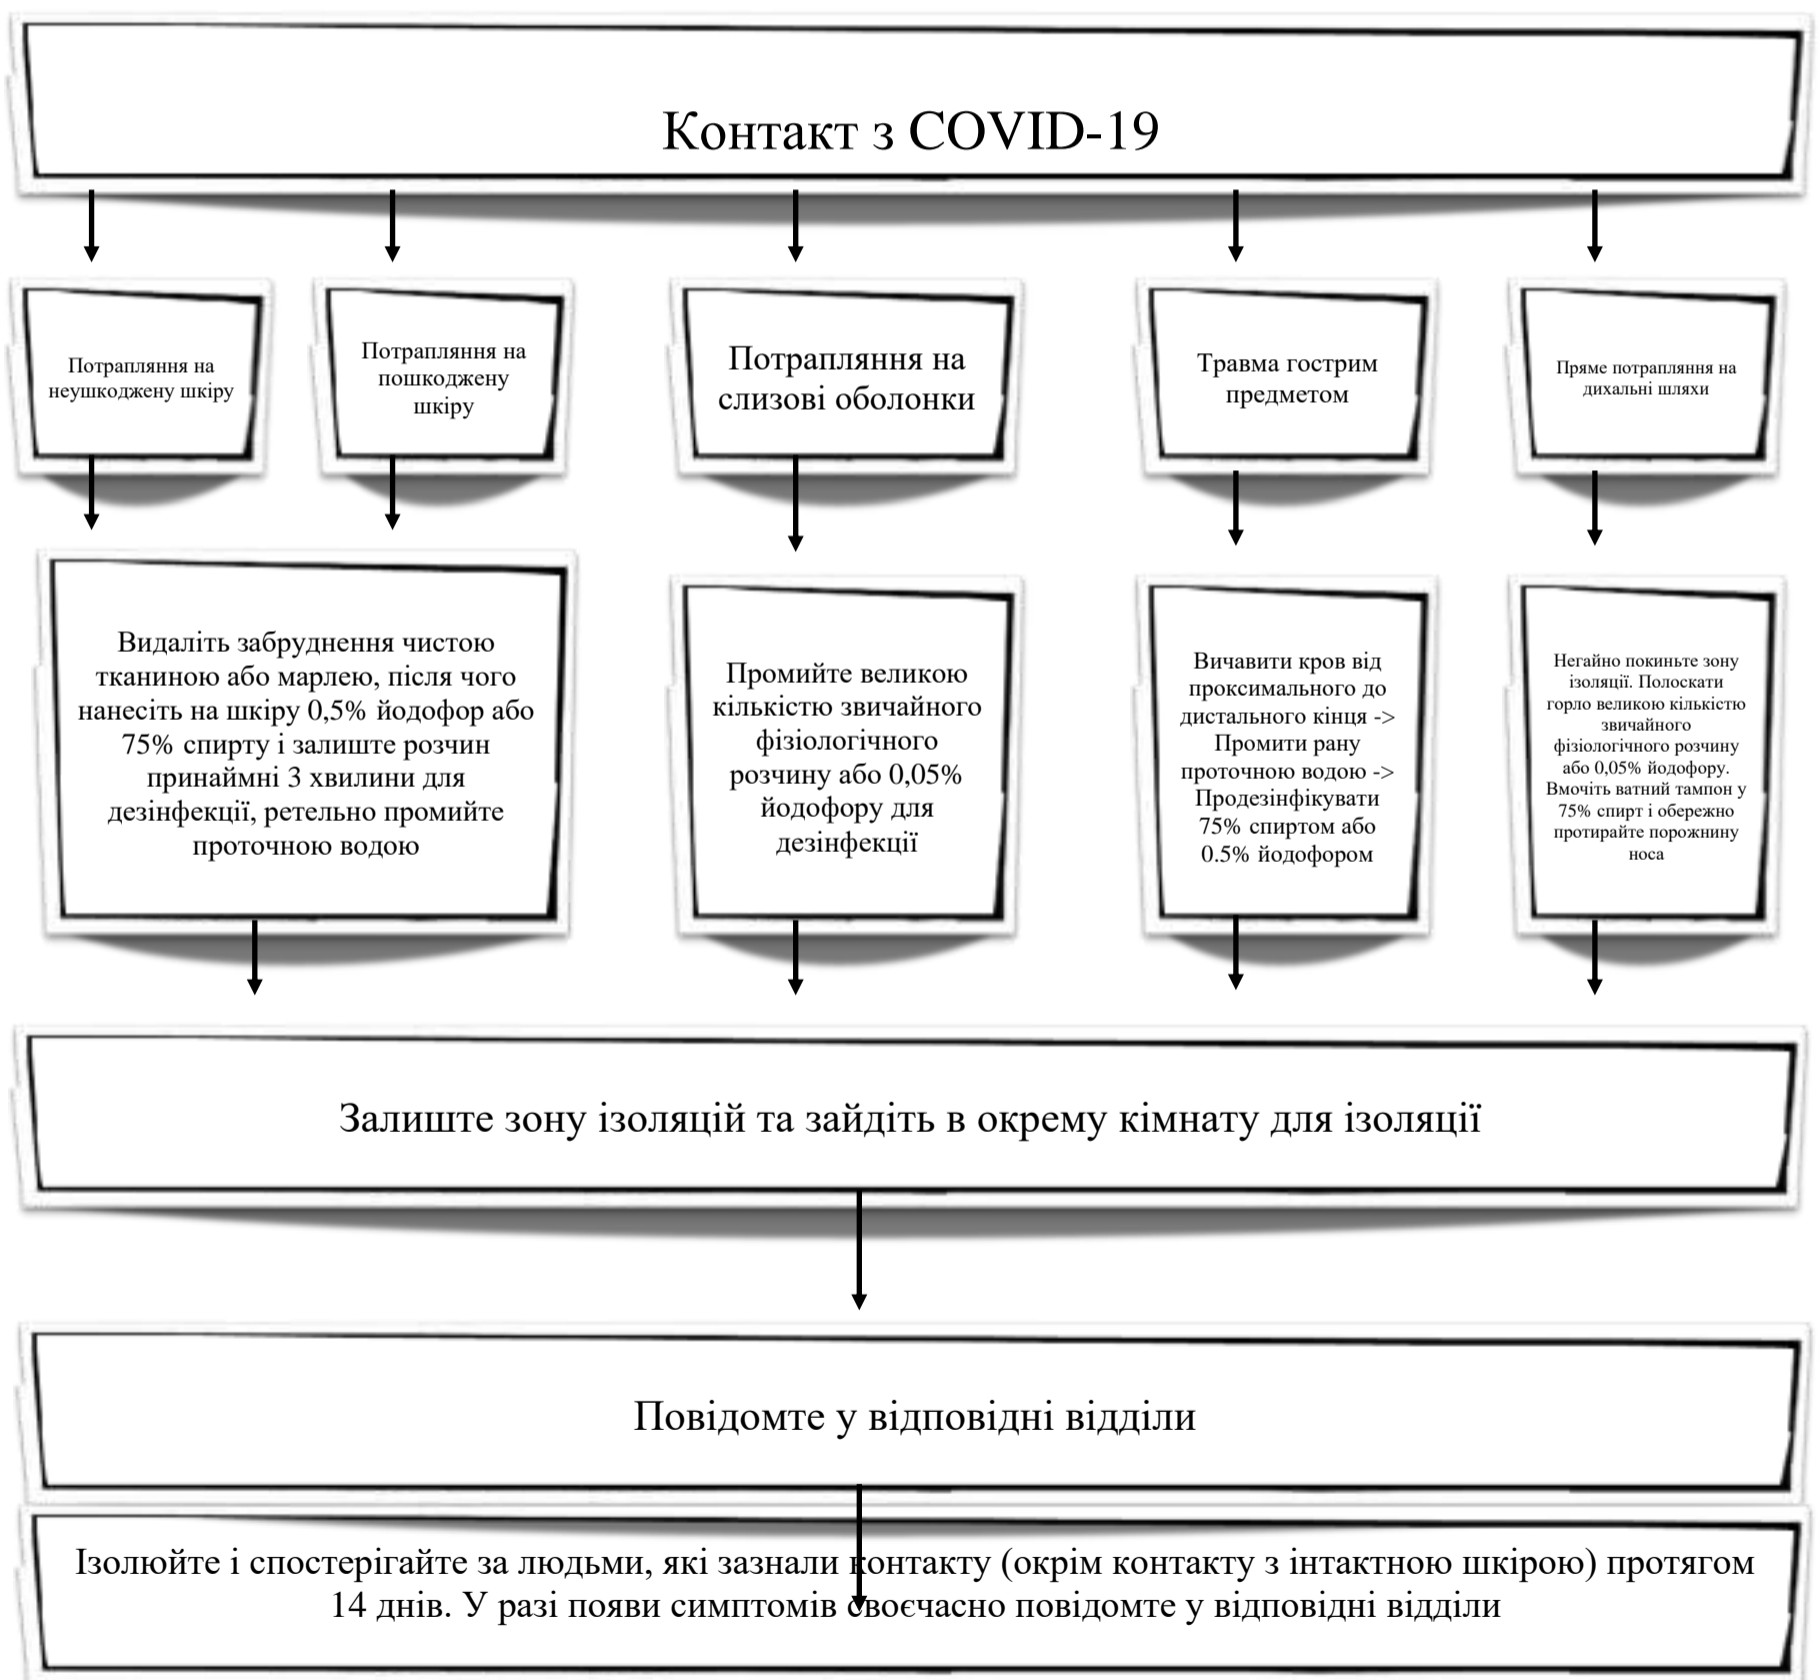 Контакт з COVID-19
Потрапляння на
неушкоджену шкіру
Потрапляння на
пошкоджену
шкіру
Потрапляння на
слизові оболонки
Травма гострим
предметом
Пряме потрапляння на
дихальні шляхи
Видаліть забруднення чистою
тканиною або марлею, після чого
нанесіть на шкіру 0,5% йодофор або
75% спирту і залиште розчин
принаймні 3 хвилини для
дезінфекції, ретельно промийте
проточною водою
Промийте великою
кількістю звичайного
фізіологічного
розчину або 0,05%
йодофору для
дезінфекції
Вичавити кров від
проксимального до
дистального кінця ->
Промити рану
проточною водою ->
Продезінфікувати
75% спиртом або
0.5% йодофором
Негайно покиньте зону
ізоляції. Полоскати
горло великою кількістю
звичайного
фізіологічного розчину
або 0,05% йодофору.
Вмочіть ватний тампон у
75% спирт і обережно
протирайте порожнину
носа
Залиште зону ізоляцій та зайдіть в окрему кімнату для ізоляції
Повідомте у відповідні відділи
Ізолюйте і спостерігайте за людьми, які зазнали контакту (окрім контакту з інтактною шкірою) протягом
14 днів. У разі появи симптомів своєчасно повідомте у відповідні відділи